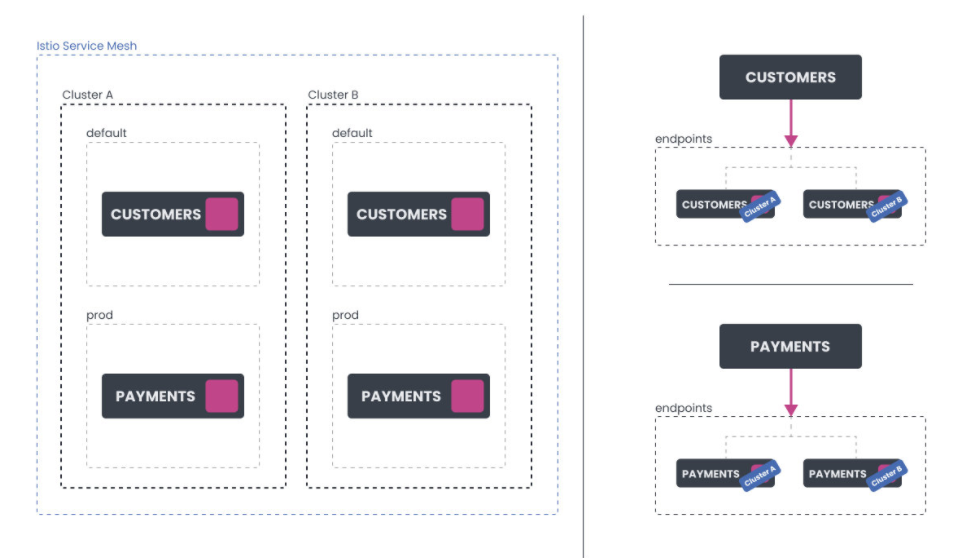 Istio Service Mesh
Cluster A
Cluster B
default
default
CUSTOMERS
CUSTOMERS
prod
prod
PAYMENTS
PAYMENTS
CUSTOMERS
endpoints
CUSTOMERS
Cluster A
CUSTOMERS
Cluster B
PAYMENTS
endpoints
PAYMENTS
Cluster A
PAYMENTS
Cluster B